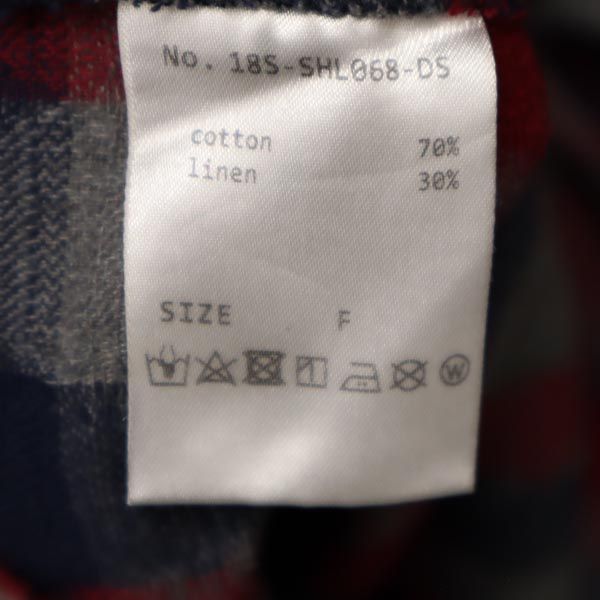 No. 18S-SHL068-DS
cotton 70%
linen 30%
SIZE F
W